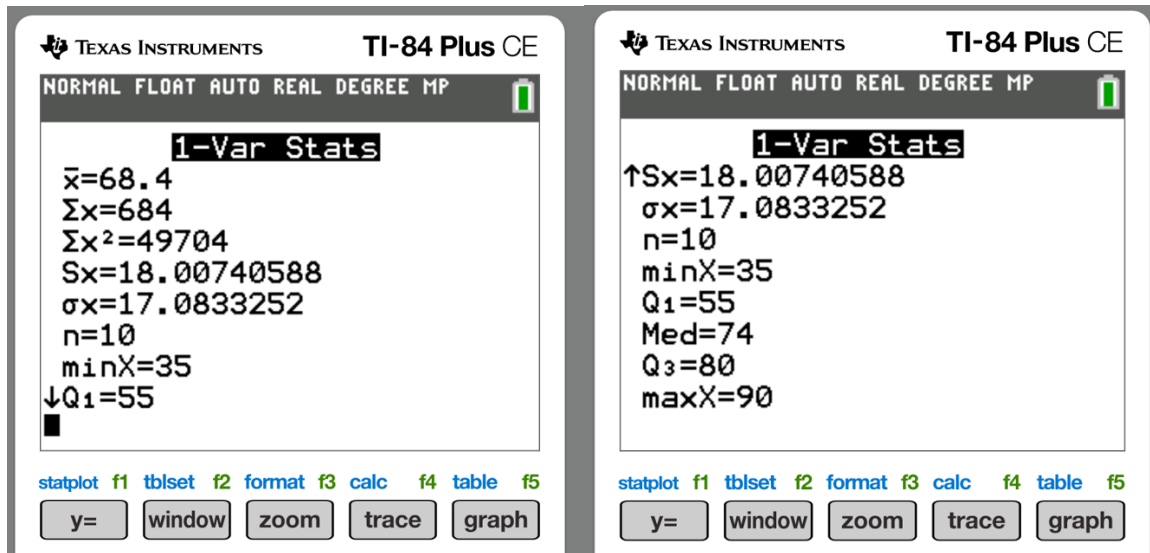 TEXAS INSTRUMENTS TI-84 Plus CE
NORMAL FLOAT AUTO REAL DEGREE MP
1-Var Stats
x̄=68.4
Σx=684
Σx²=49704
Sx=18.00740588
σx=17.0833252
n=10
minX=35
↓Q₁=55
statplot f1 tblset f2 format f3 calc f4 table f5
y= window zoom trace graph
TEXAS INSTRUMENTS TI-84 Plus CE
NORMAL FLOAT AUTO REAL DEGREE MP
1-Var Stats
↑Sx=18.00740588
σx=17.0833252
n=10
minX=35
Q₁=55
Med=74
Q₃=80
maxX=90
statplot f1 tblset f2 format f3 calc f4 table f5
y= window zoom trace graph